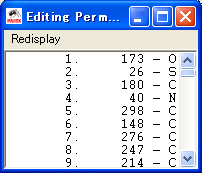 Editing Perm...
Redisplay
1. 173 - O
2. 26 - S
3. 180 - C
4. 40 - N
5. 298 - C
6. 148 - C
7. 276 - C
8. 247 - C
9. 214 - C